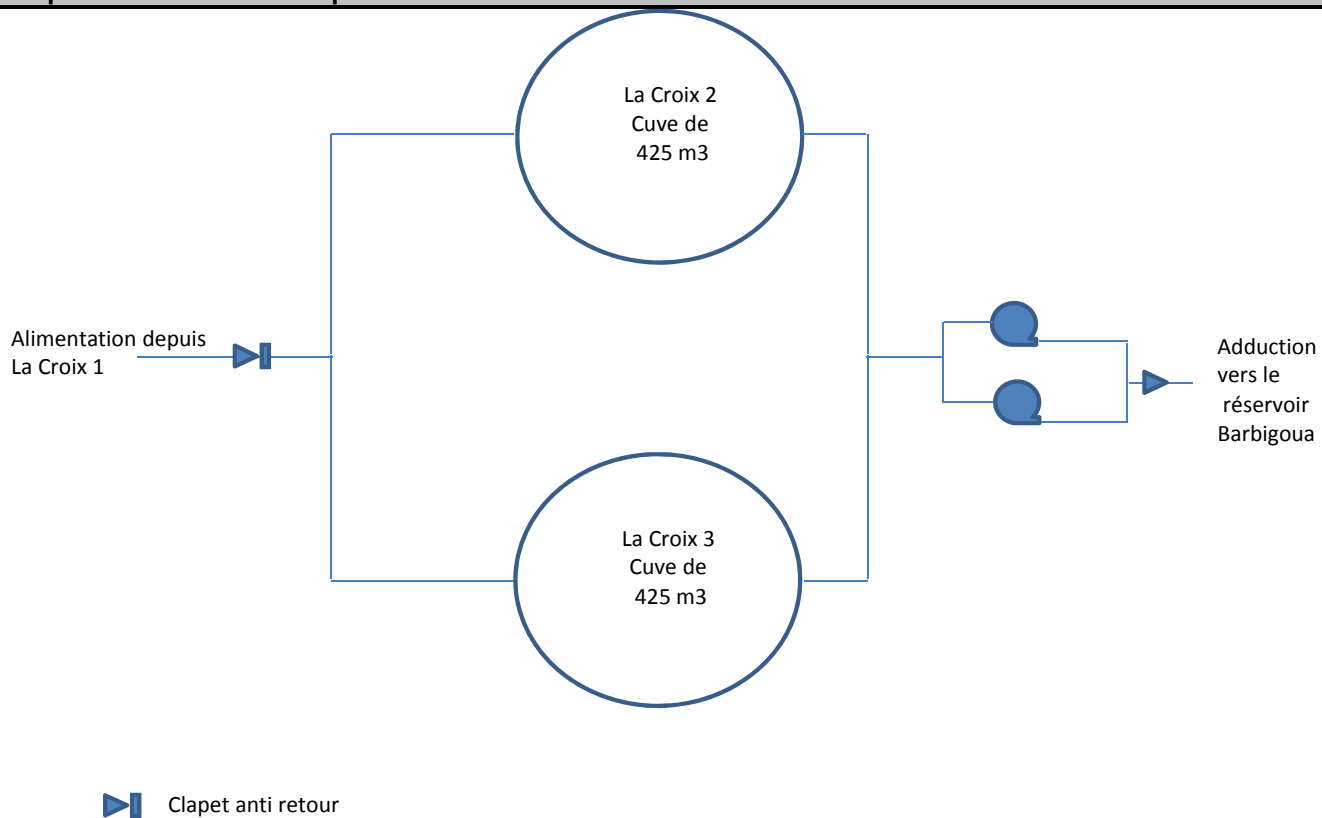 La Croix 2
Cuve de
425 m3
Alimentation depuis
La Croix 1
Adduction
vers le
réservoir
Barbigoua
La Croix 3
Cuve de
425 m3
Clapet anti retour